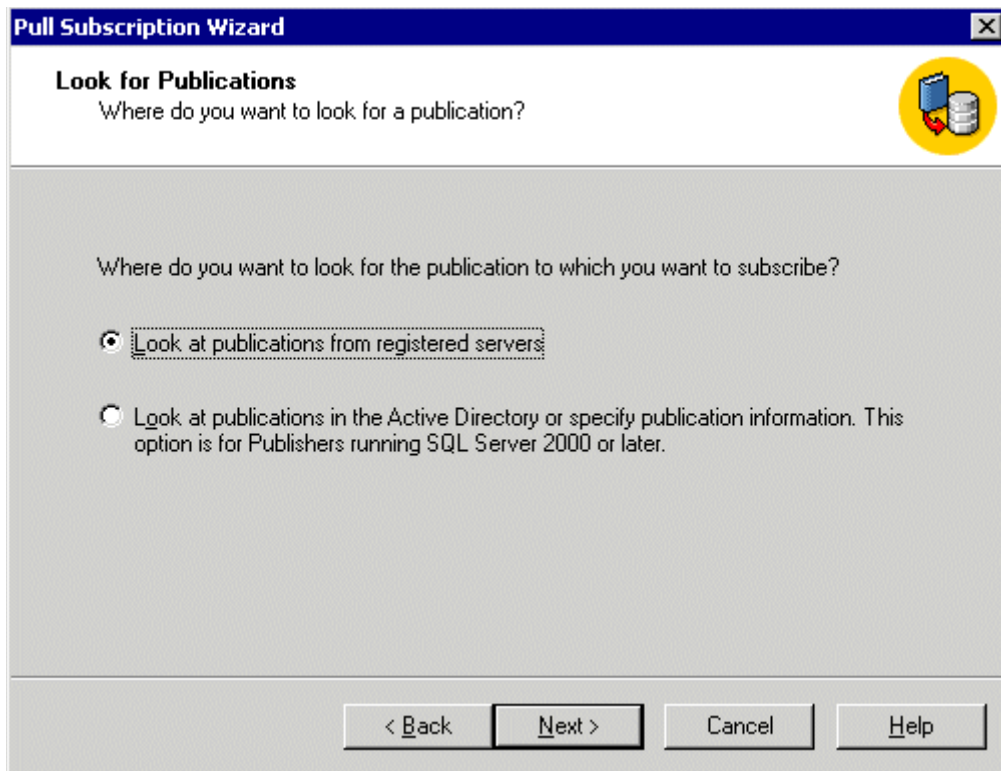 Pull Subscription Wizard
Look for Publications
Where do you want to look for a publication?
Where do you want to look for the publication to which you want to subscribe?
Look at publications from registered servers
Look at publications in the Active Directory or specify publication information. This
option is for Publishers running SQL Server 2000 or later.
< Back Next > Cancel Help